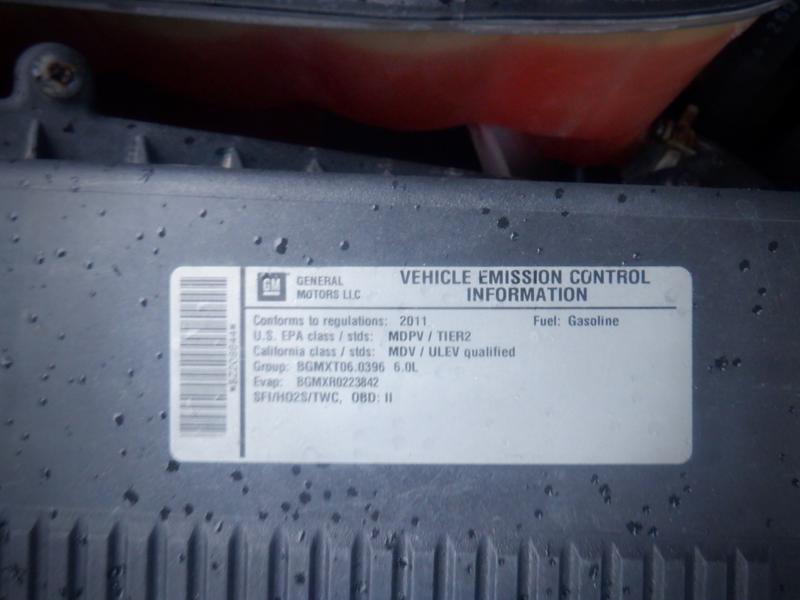 GM
GENERAL
MOTORS LLC
VEHICLE EMISSION CONTROL
INFORMATION
Conforms to regulations: 2011 Fuel: Gasoline
U.S. EPA class / stds: MDPV / TIER2
California class / stds: MDV / ULEV qualified
Group: BGMXT06.0396 6.0L
Evap: BGMXR0223842
SFI/HO2S/TWC, OBD: II